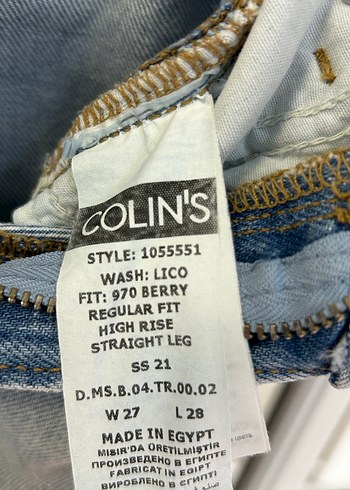 COLIN'S
STYLE: 1055551
WASH: LICO
FIT: 970 BERRY
REGULAR FIT
HIGH RISE
STRAIGHT LEG
SS 21
D.MS.B.04.TR.00.02
W 27 L 28
MADE IN EGYPT
MISIR'DA ÜRETİLMİŞTİR
ПРОИЗВЕДЕНО В ЕГИПТЕ
FABRICAT IN EGIPT
ВИРОБЛЕНО В ЄГИПТІ